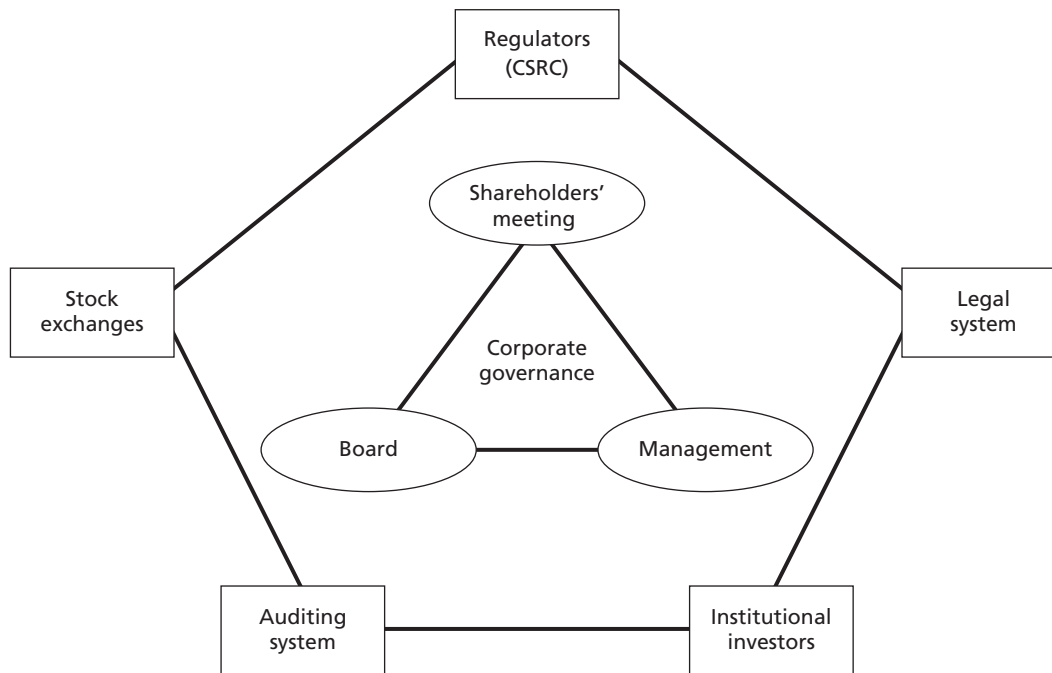 Regulators
(CSRC)
Shareholders’
meeting
Stock
exchanges
Legal
system
Corporate
governance
Board
Management
Auditing
system
Institutional
investors